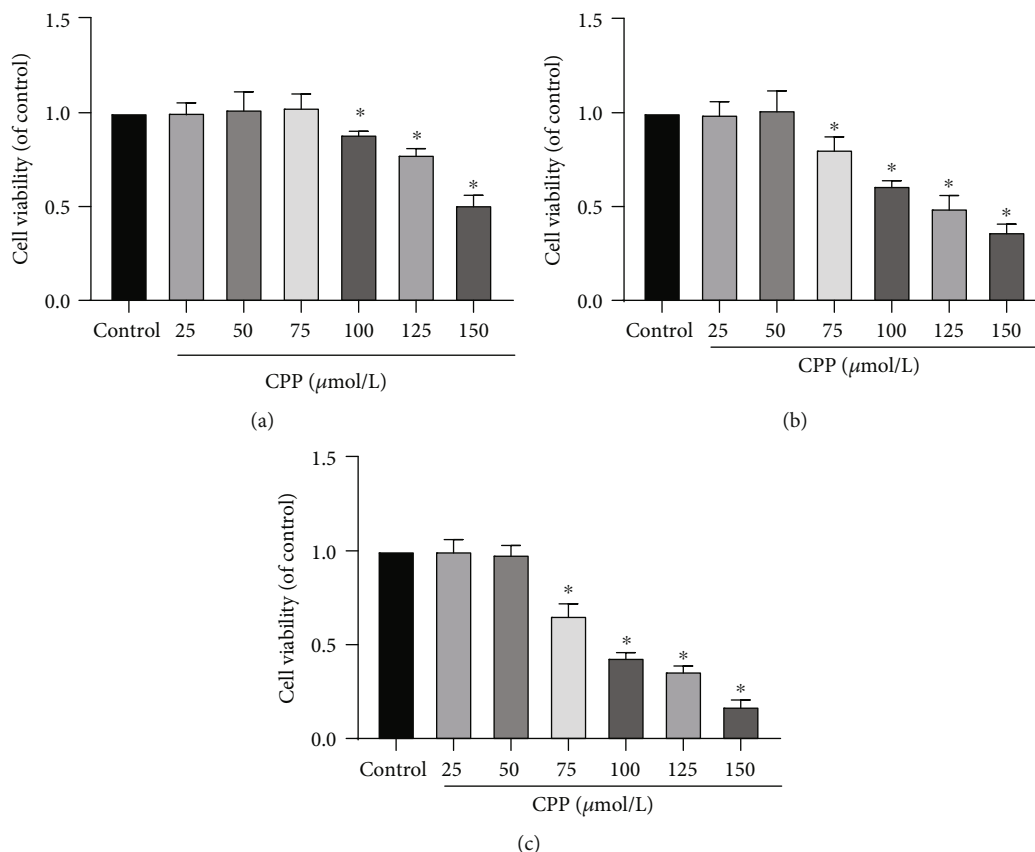 Cell viability (of control)
1.5
1.0
0.5
0.0
*
*
*
Control 25 50 75 100 125 150
CPP (μmol/L)
(a)
Cell viability (of control)
1.5
1.0
0.5
0.0
*
*
*
*
Control 25 50 75 100 125 150
CPP (μmol/L)
(b)
Cell viability (of control)
1.5
1.0
0.5
0.0
*
*
*
*
Control 25 50 75 100 125 150
CPP (μmol/L)
(c)